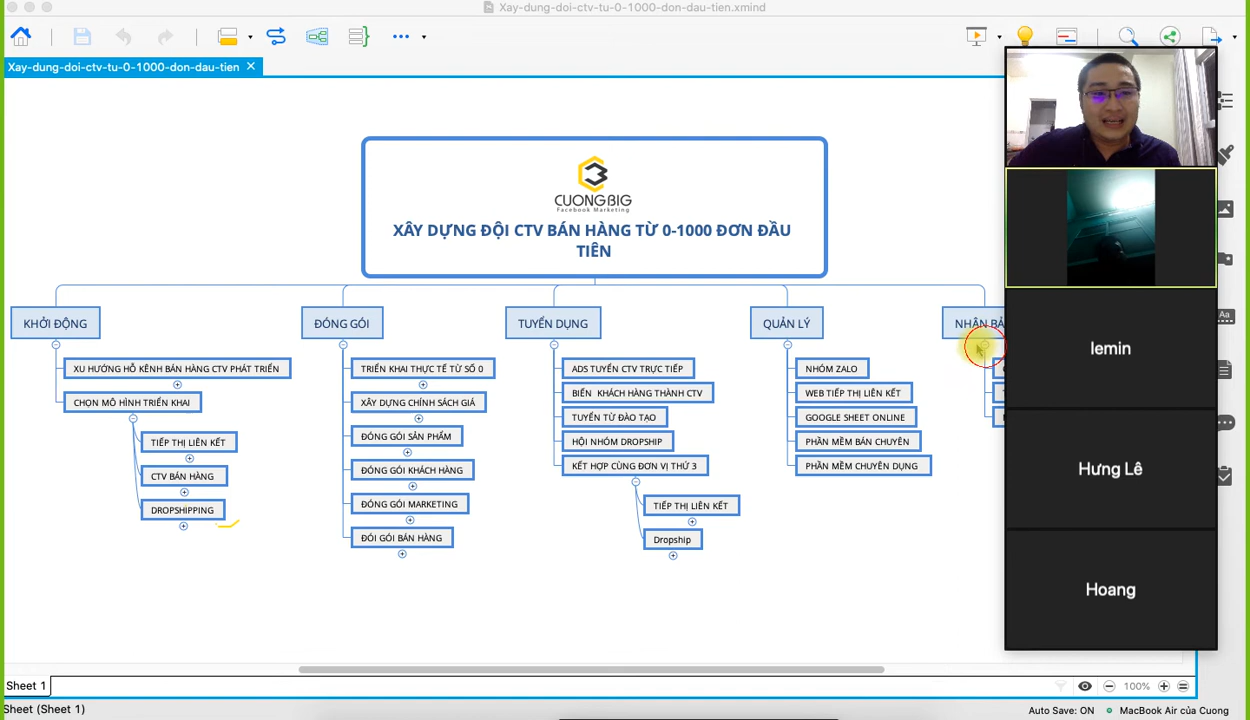 Xay-dung-doi-ctv-tu-0-1000-don-dau-tien.xmind
Xay-dung-doi-ctv-tu-0-1000-don-dau-tien
CUONGBIG
Facebook Marketing
XÂY DỰNG ĐỘI CTV BÁN HÀNG TỪ 0-1000 ĐƠN ĐẦU
TIÊN
KHỞI ĐỘNG
XU HƯỚNG HỖ KÊNH BÁN HÀNG CTV PHÁT TRIỂN
CHỌN MÔ HÌNH TRIỂN KHAI
TIẾP THỊ LIÊN KẾT
CTV BÁN HÀNG
DROPSHIPPING
ĐÓNG GÓI
TRIỂN KHAI THỰC TẾ TỪ SỐ 0
XÂY DỰNG CHÍNH SÁCH GIÁ
ĐÓNG GÓI SẢN PHẨM
ĐÓNG GÓI KHÁCH HÀNG
ĐÓNG GÓI MARKETING
ĐÓI GÓI BÁN HÀNG
TUYỂN DỤNG
ADS TUYỂN CTV TRỰC TIẾP
BIẾN KHÁCH HÀNG THÀNH CTV
TUYỂN TỪ ĐÀO TẠO
HỘI NHÓM DROPSHIP
KẾT HỢP CÙNG ĐƠN VỊ THỨ 3
TIẾP THỊ LIÊN KẾT
Dropship
QUẢN LÝ
NHÓM ZALO
WEB TIẾP THỊ LIÊN KẾT
GOOGLE SHEET ONLINE
PHẦN MỀM BÁN CHUYÊN
PHẦN MỀM CHUYÊN DỤNG
NHÂN BẢ
lemin
Hưng Lê
Hoang
Aa
Sheet 1
100%
Sheet (Sheet 1)
Auto Save: ON
MacBook Air của Cuong